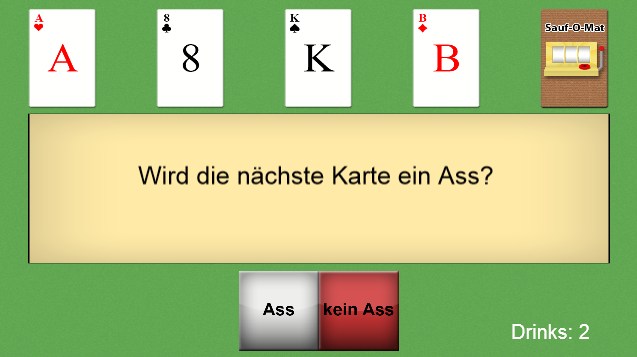 A
A
8
8
K
K
B
B
Sauf-O-Mat
Wird die nächste Karte ein Ass?
Ass
kein Ass
Drinks: 2